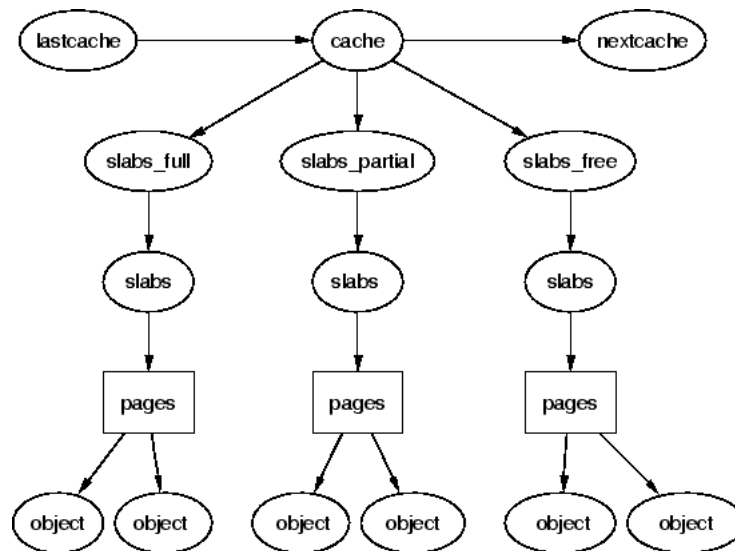 lastcache cache nextcache
slabs_full slabs_partial slabs_free
slabs slabs slabs
pages pages pages
object object object object object object